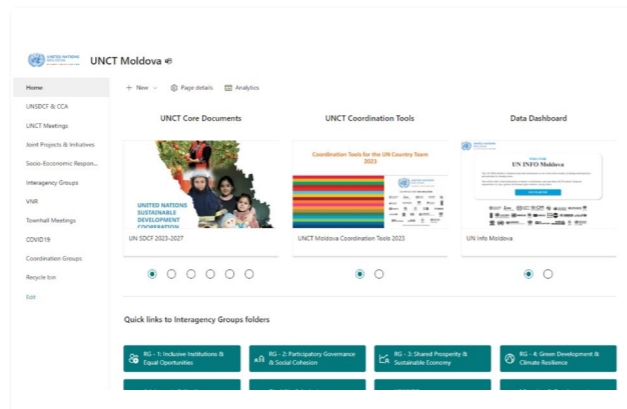 UNITED NATIONS
MOLDOVA
UNCT Moldova
Home
UNSDCF & CCA
UNCT Meetings
Joint Projects & Initiatives
Socio-Economic Respon...
Interagency Groups
VNR
Townhall Meetings
COVID19
Coordination Groups
Recycle bin
Edit
+ New
Page details
Analytics
UNCT Core Documents
UNITED NATIONS
SUSTAINABLE
DEVELOPMENT
COOPERATION
UN SDCF 2023-2027
UNCT Coordination Tools
Coordination Tools for the UN Country Team
2023
UNCT Moldova Coordination Tools 2023
Data Dashboard
UN INFO Moldova
UN Info Moldova
Quick links to Interagency Groups folders
RG - 1: Inclusive Institutions &
Equal Oportunities
RG - 2: Participatory Governance
& Social Cohesion
RG - 3: Shared Prosperity &
Sustainable Economy
RG - 4: Green Development &
Climate Resilience